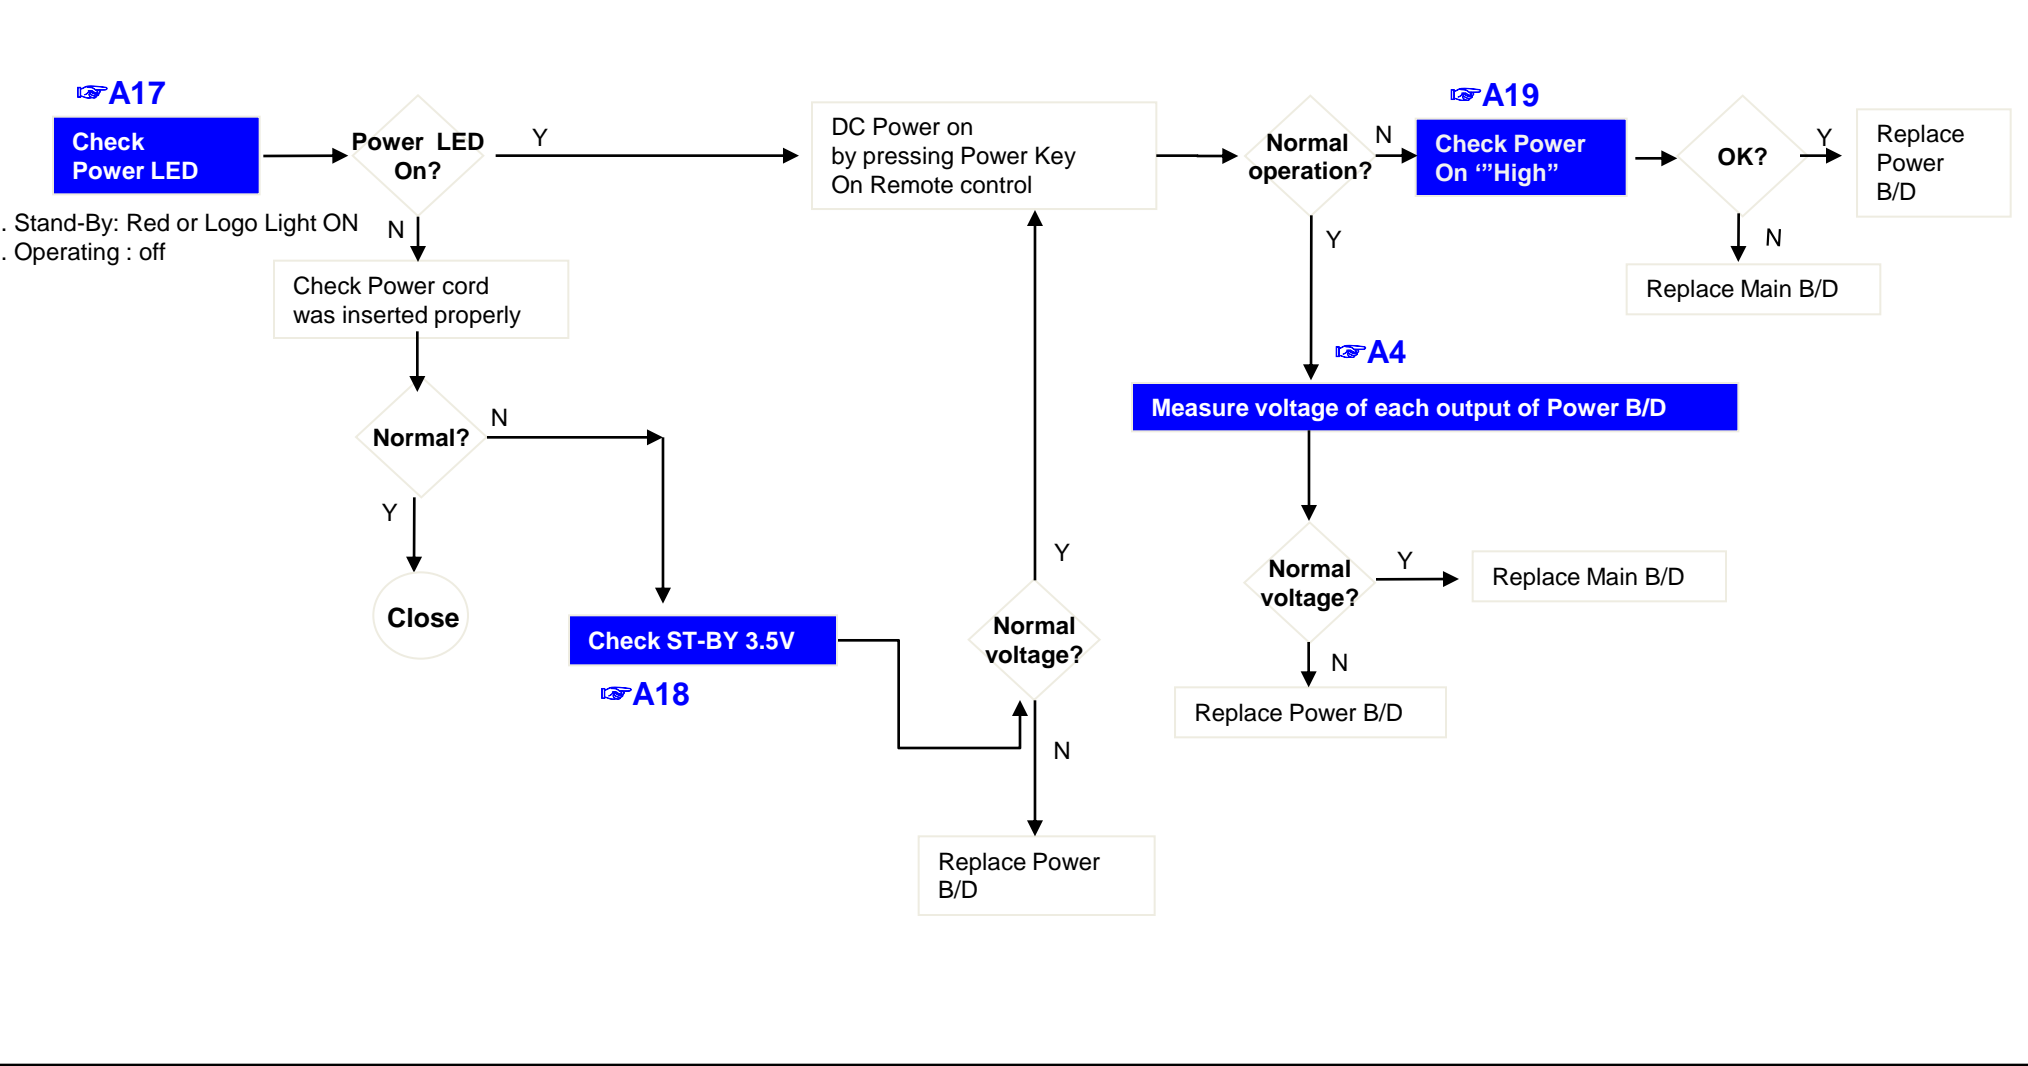 ☞A17
Check
Power LED
. Stand-By: Red or Logo Light ON
. Operating : off
Power LED
On?
Y
N
Check Power cord
was inserted properly
Normal?
N
Y
Close
Check ST-BY 3.5V
☞A18
DC Power on
by pressing Power Key
On Remote control
Y
Normal
voltage?
N
Replace Power
B/D
Normal
operation?
N
Y
☞A19
Check Power
On ‘”High”
OK?
Y
Replace
Power
B/D
N
Replace Main B/D
☞A4
Measure voltage of each output of Power B/D
Normal
voltage?
Y
Replace Main B/D
N
Replace Power B/D